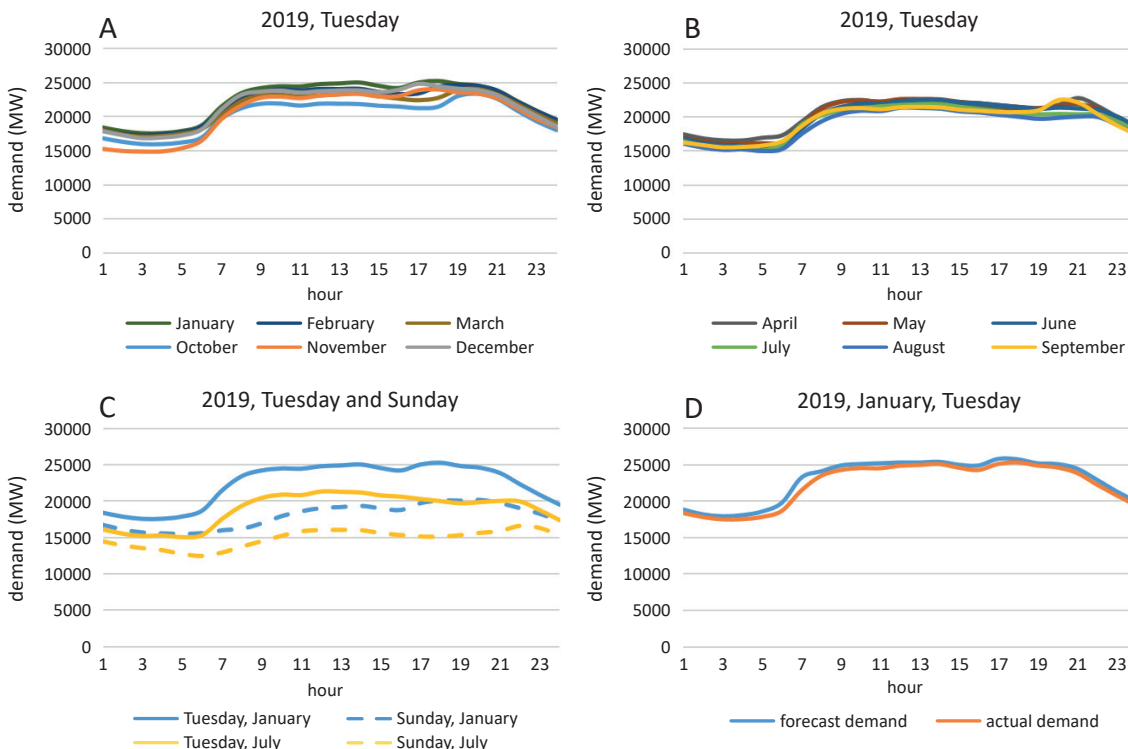 A
2019, Tuesday
demand (MW)
30000
25000
20000
15000
10000
5000
0
1 3 5 7 9 11 13 15 17 19 21 23
hour
January February March
October November December
B
2019, Tuesday
demand (MW)
30000
25000
20000
15000
10000
5000
0
1 3 5 7 9 11 13 15 17 19 21 23
hour
April May June
July August September
C
2019, Tuesday and Sunday
demand (MW)
30000
25000
20000
15000
10000
5000
0
1 3 5 7 9 11 13 15 17 19 21 23
hour
Tuesday, January Sunday, January
Tuesday, July Sunday, July
D
2019, January, Tuesday
demand (MW)
30000
25000
20000
15000
10000
5000
0
1 3 5 7 9 11 13 15 17 19 21 23
hour
forecast demand actual demand